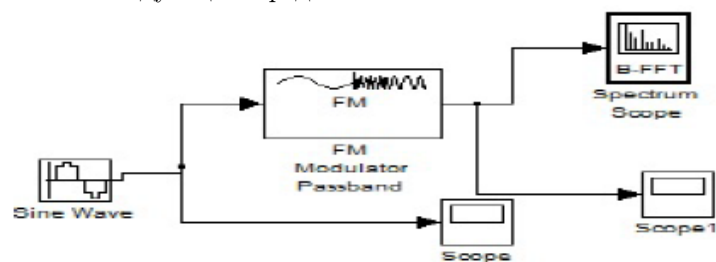 B-FFT
Spectrum
Scope
FM
FM
Modulator
Passband
Sine Wave
Scope
Scope1